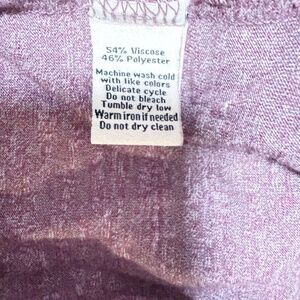 54% Viscose
46% Polyester
Machine wash cold
with like colors
Delicate cycle
Do not bleach
Tumble dry low
Warm iron if needed
Do not dry clean